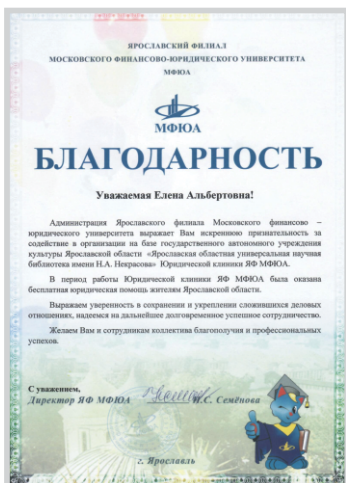 ЯРОСЛАВСКИЙ ФИЛИАЛ
МОСКОВСКОГО ФИНАНСОВО-ЮРИДИЧЕСКОГО УНИВЕРСИТЕТА
МФЮА
МФЮА
БЛАГОДАРНОСТЬ
Уважаемая Елена Альбертовна!
Администрация Ярославского филиала Московского финансово –
юридического университета выражает Вам искреннюю признательность за
содействие в организации на базе государственного автономного учреждения
культуры Ярославской области «Ярославская областная универсальная научная
библиотека имени Н.А. Некрасова» Юридической клиники ЯФ МФЮА.
В период работы Юридической клиники ЯФ МФЮА была оказана
бесплатная юридическая помощь жителям Ярославской области.
Выражаем уверенность в сохранении и укреплении сложившихся деловых
отношениях, надеемся на дальнейшее долговременное успешное сотрудничество.
Желаем Вам и сотрудникам коллектива благополучия и профессиональных
успехов.
С уважением,
Директор ЯФ МФЮА И.С. Семёнова
г. Ярославль